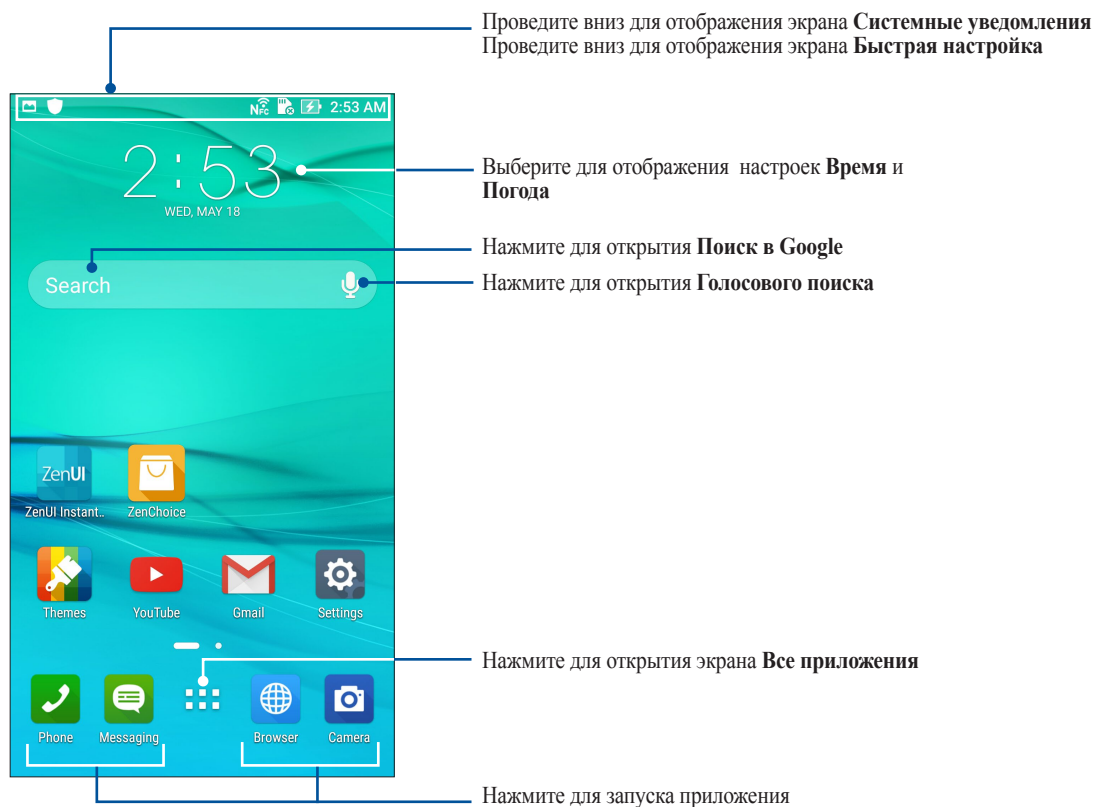 Проведите вниз для отображения экрана Системные уведомления
Проведите вниз для отображения экрана Быстрая настройка
NFC 2:53 AM
2:53
WED, MAY 18
Выберите для отображения настроек Время и
Погода
Нажмите для открытия Поиск в Google
Search
Нажмите для открытия Голосового поиска
ZenUI
ZenUI Instant..
ZenChoice
Themes
YouTube
Gmail
Settings
Нажмите для открытия экрана Все приложения
Phone
Messaging
Browser
Camera
Нажмите для запуска приложения